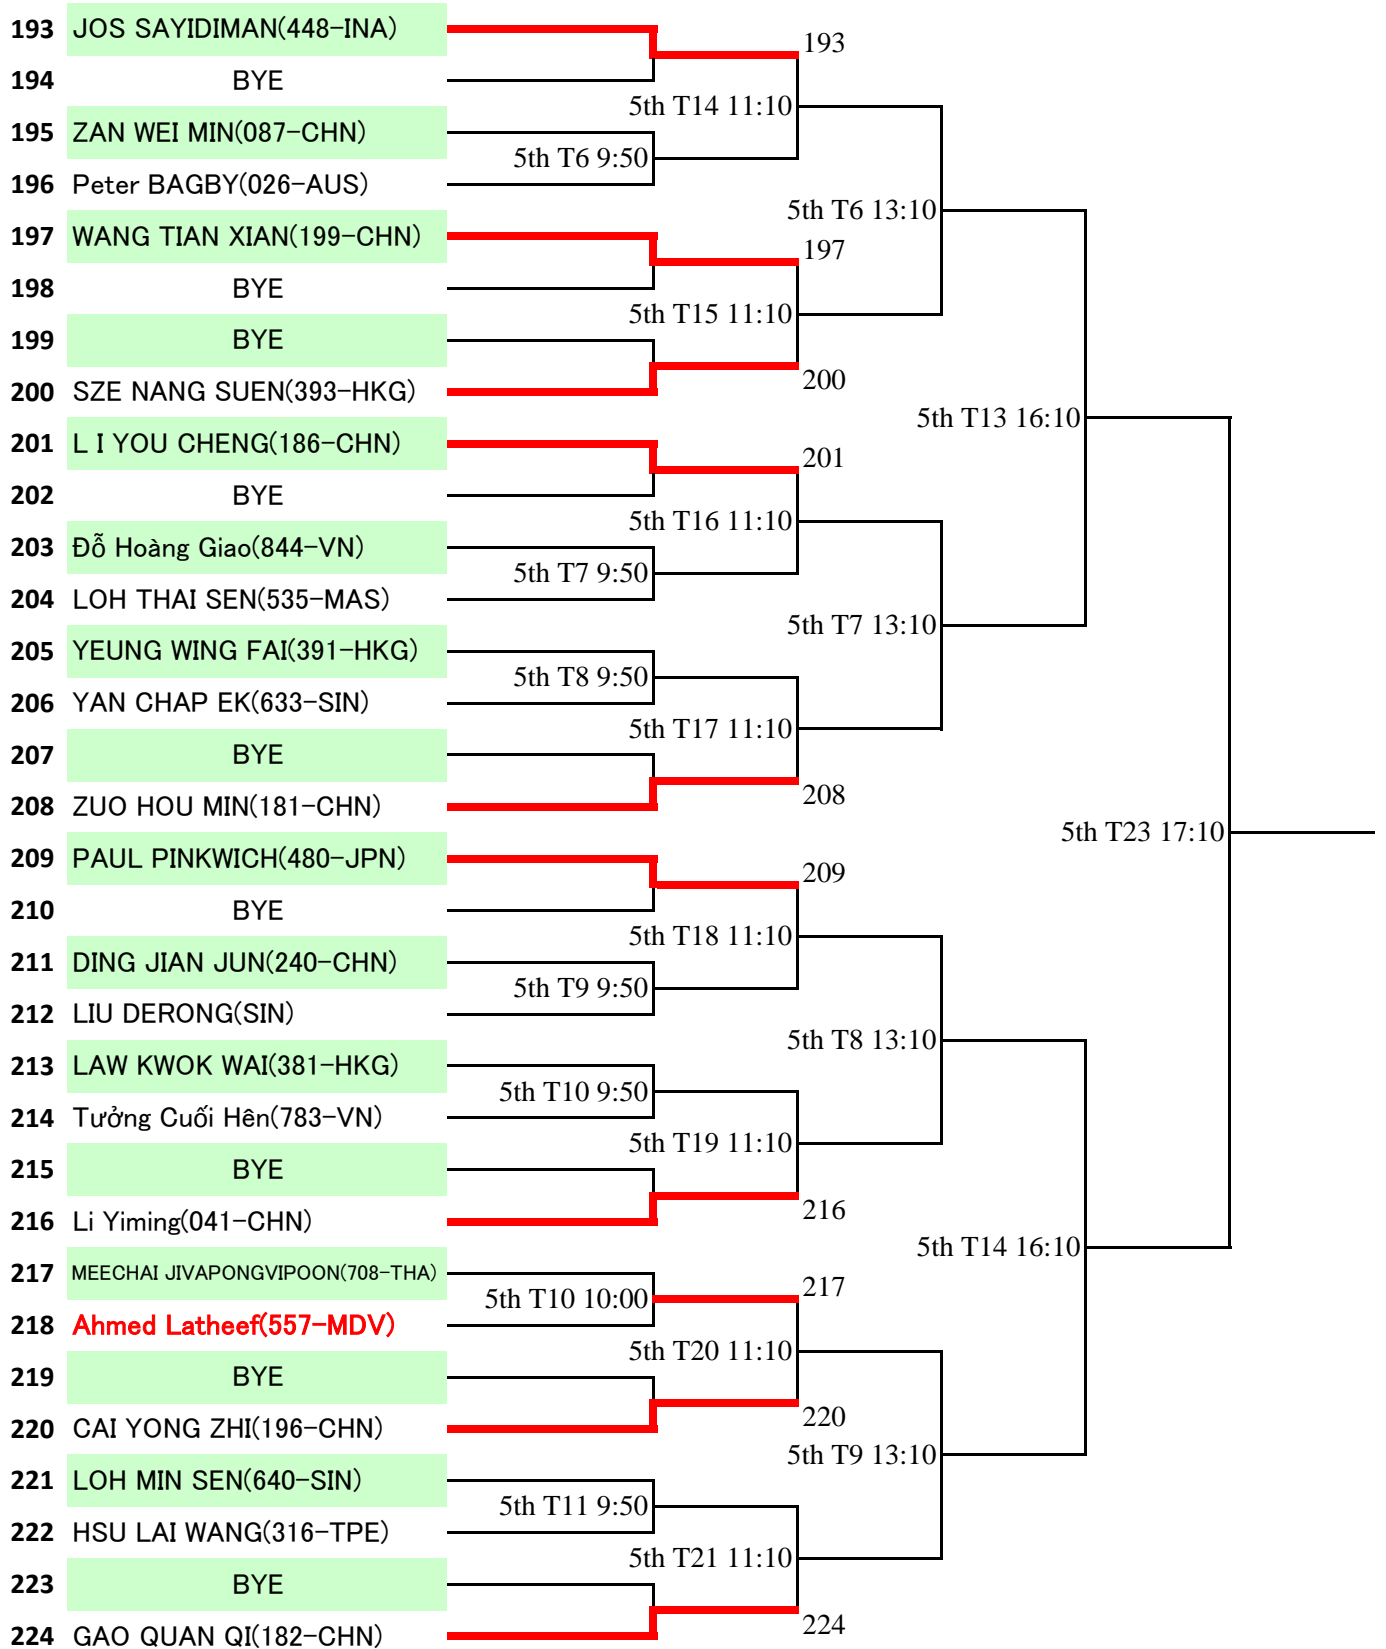 193 JOS SAYIDIMAN(448-INA)
193
194 BYE
5th T14 11:10
195 ZAN WEI MIN(087-CHN)
5th T6 9:50
196 Peter BAGBY(026-AUS)
5th T6 13:10
197 WANG TIAN XIAN(199-CHN)
197
198 BYE
5th T15 11:10
199 BYE
200
200 SZE NANG SUEN(393-HKG)
5th T13 16:10
201 L I YOU CHENG(186-CHN)
201
202 BYE
5th T16 11:10
203 Đỗ Hoàng Giao(844-VN)
5th T7 9:50
204 LOH THAI SEN(535-MAS)
5th T7 13:10
205 YEUNG WING FAI(391-HKG)
5th T8 9:50
206 YAN CHAP EK(633-SIN)
5th T17 11:10
207 BYE
208
208 ZUO HOU MIN(181-CHN)
5th T23 17:10
209 PAUL PINKWICH(480-JPN)
209
210 BYE
5th T18 11:10
211 DING JIAN JUN(240-CHN)
5th T9 9:50
212 LIU DERONG(SIN)
5th T8 13:10
213 LAW KWOK WAI(381-HKG)
5th T10 9:50
214 Tưởng Cuối Hên(783-VN)
5th T19 11:10
215 BYE
216
216 Li Yiming(041-CHN)
5th T14 16:10
217 MEECHAI JIVAPONGVIPOON(708-THA)
217
5th T10 10:00
218 Ahmed Latheef(557-MDV)
5th T20 11:10
219 BYE
220
220 CAI YONG ZHI(196-CHN)
5th T9 13:10
221 LOH MIN SEN(640-SIN)
5th T11 9:50
222 HSU LAI WANG(316-TPE)
5th T21 11:10
223 BYE
224
224 GAO QUAN QI(182-CHN)